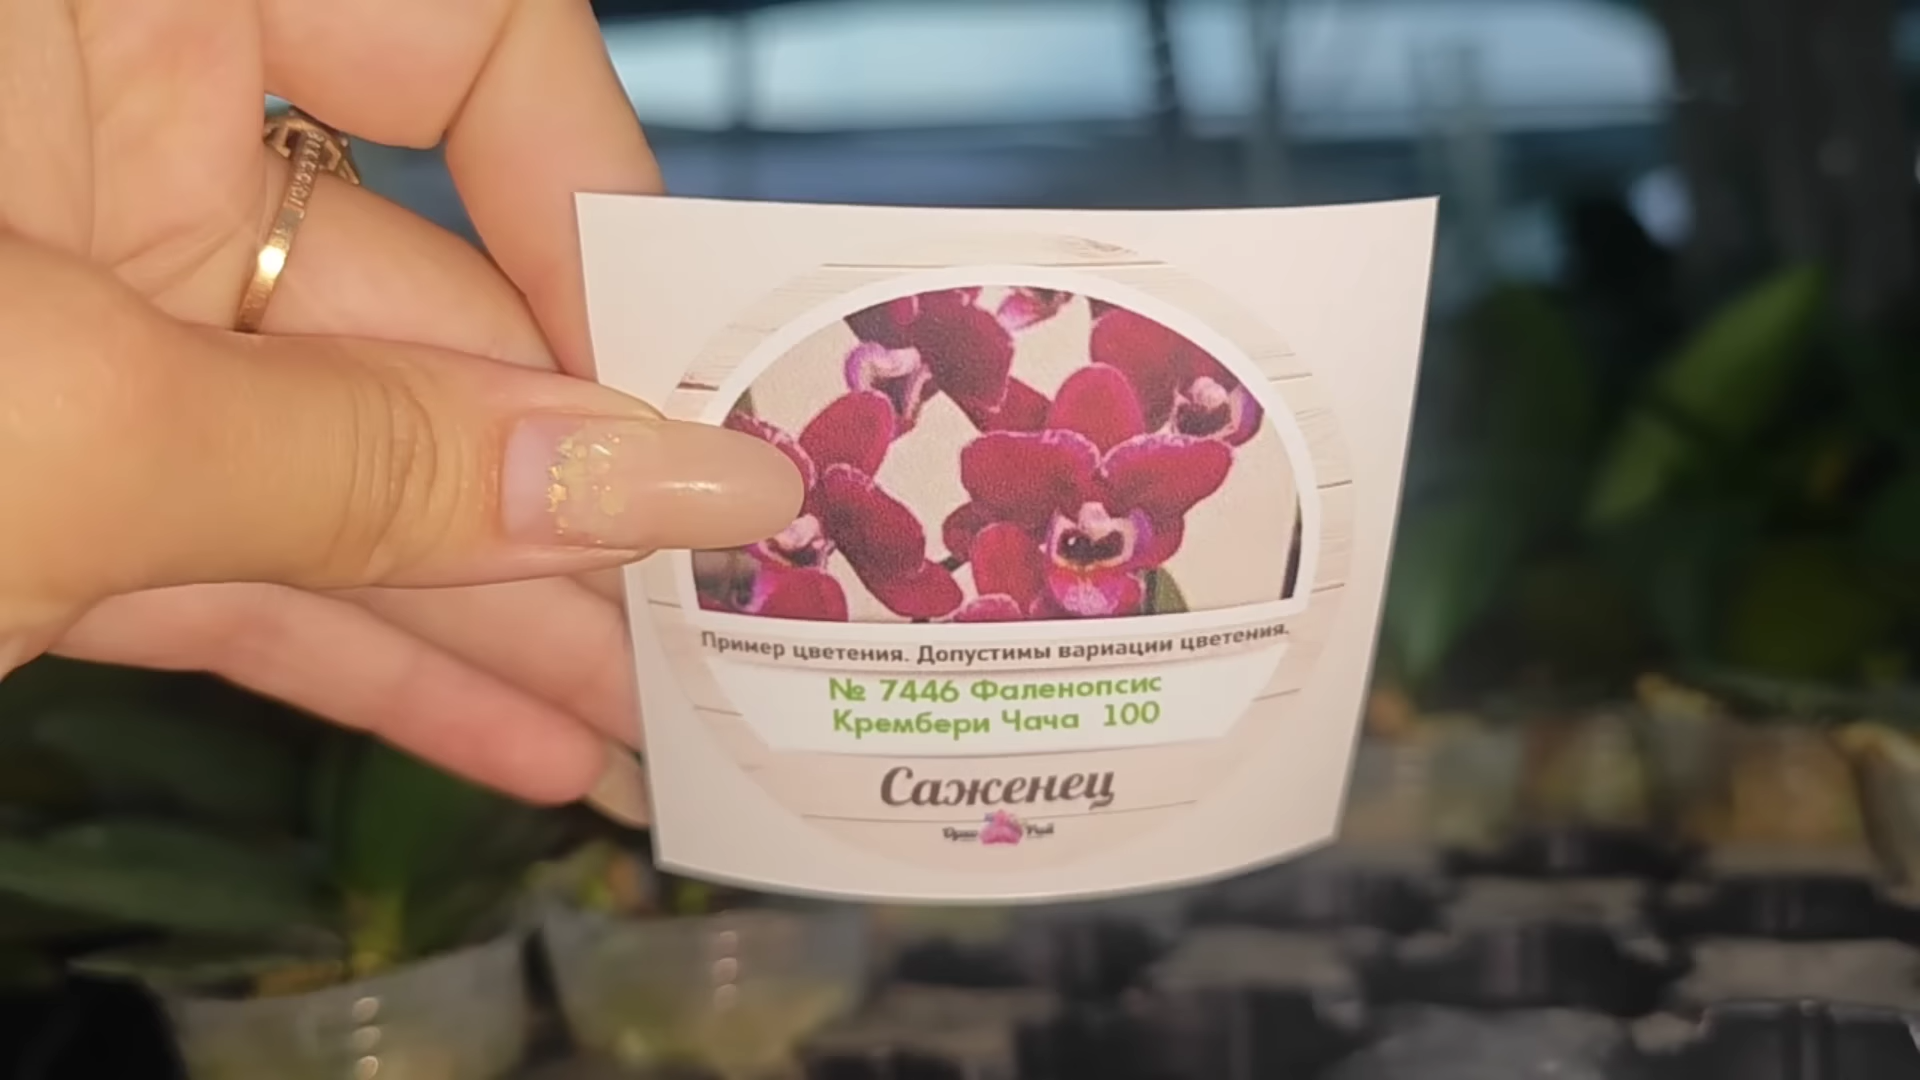 Пример цветения. Допустимы вариации цветения.
№ 7446 Фаленопсис
Крембери Чача 100
Саженец